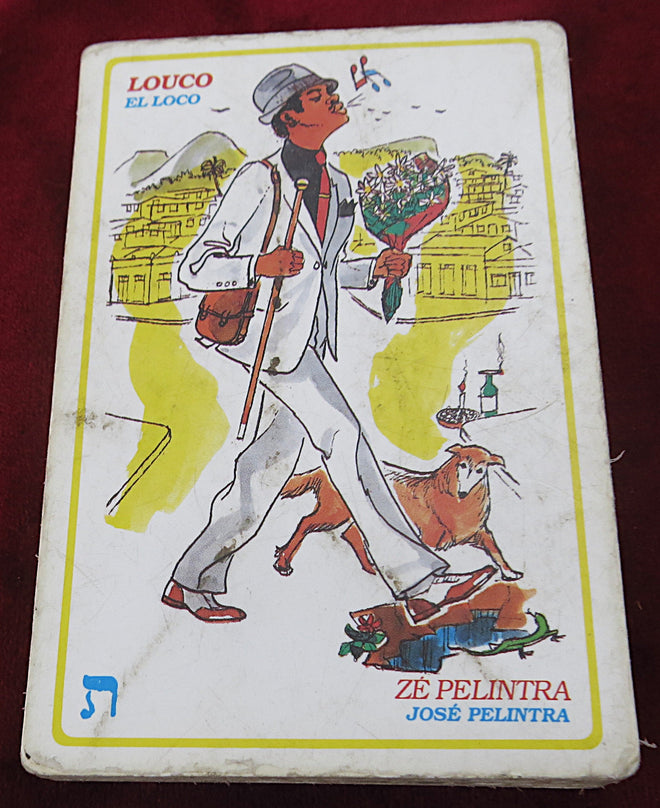 LOUCO
EL LOCO
ZÉ PELINTRA
JOSÉ PELINTRA
ת